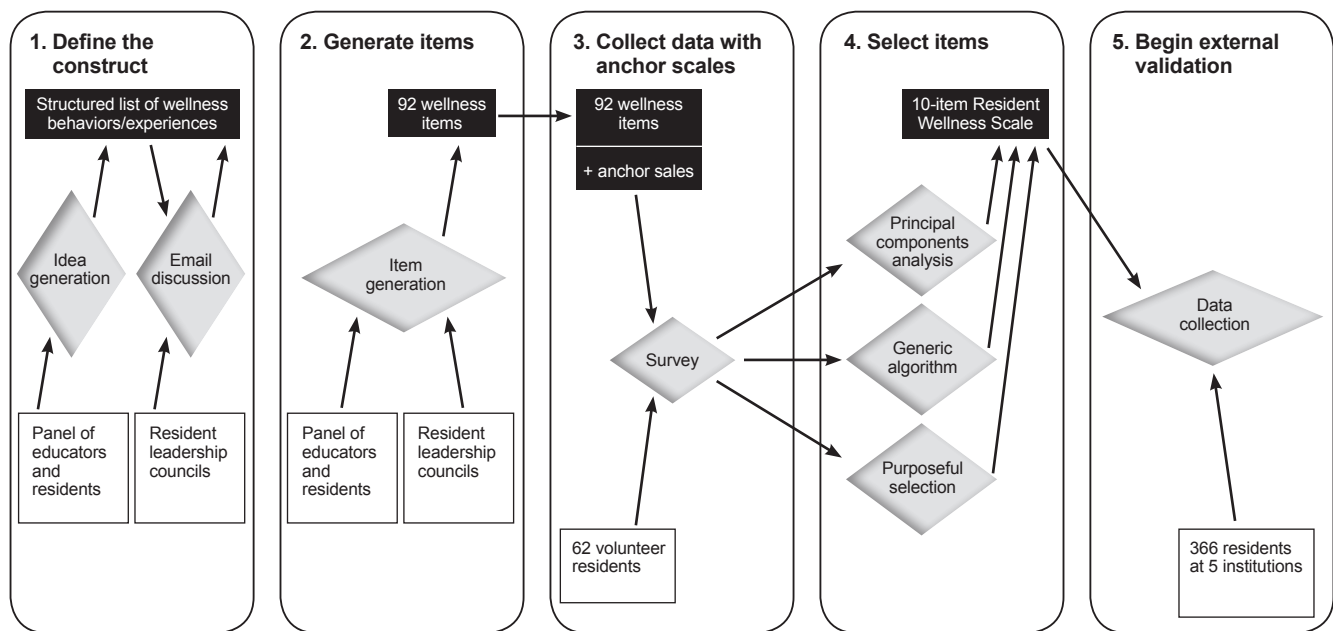 1. Define the
construct
Structured list of wellness
behaviors/experiences
Idea
generation
Email
discussion
Panel of
educators
and
residents
Resident
leadership
councils
2. Generate items
92 wellness
items
Item
generation
Panel of
educators
and
residents
Resident
leadership
councils
3. Collect data with
anchor scales
92 wellness
items
+ anchor sales
Survey
62 volunteer
residents
4. Select items
10-item Resident
Wellness Scale
Principal
components
analysis
Generic
algorithm
Purposeful
selection
5. Begin external
validation
Data
collection
366 residents
at 5 institutions